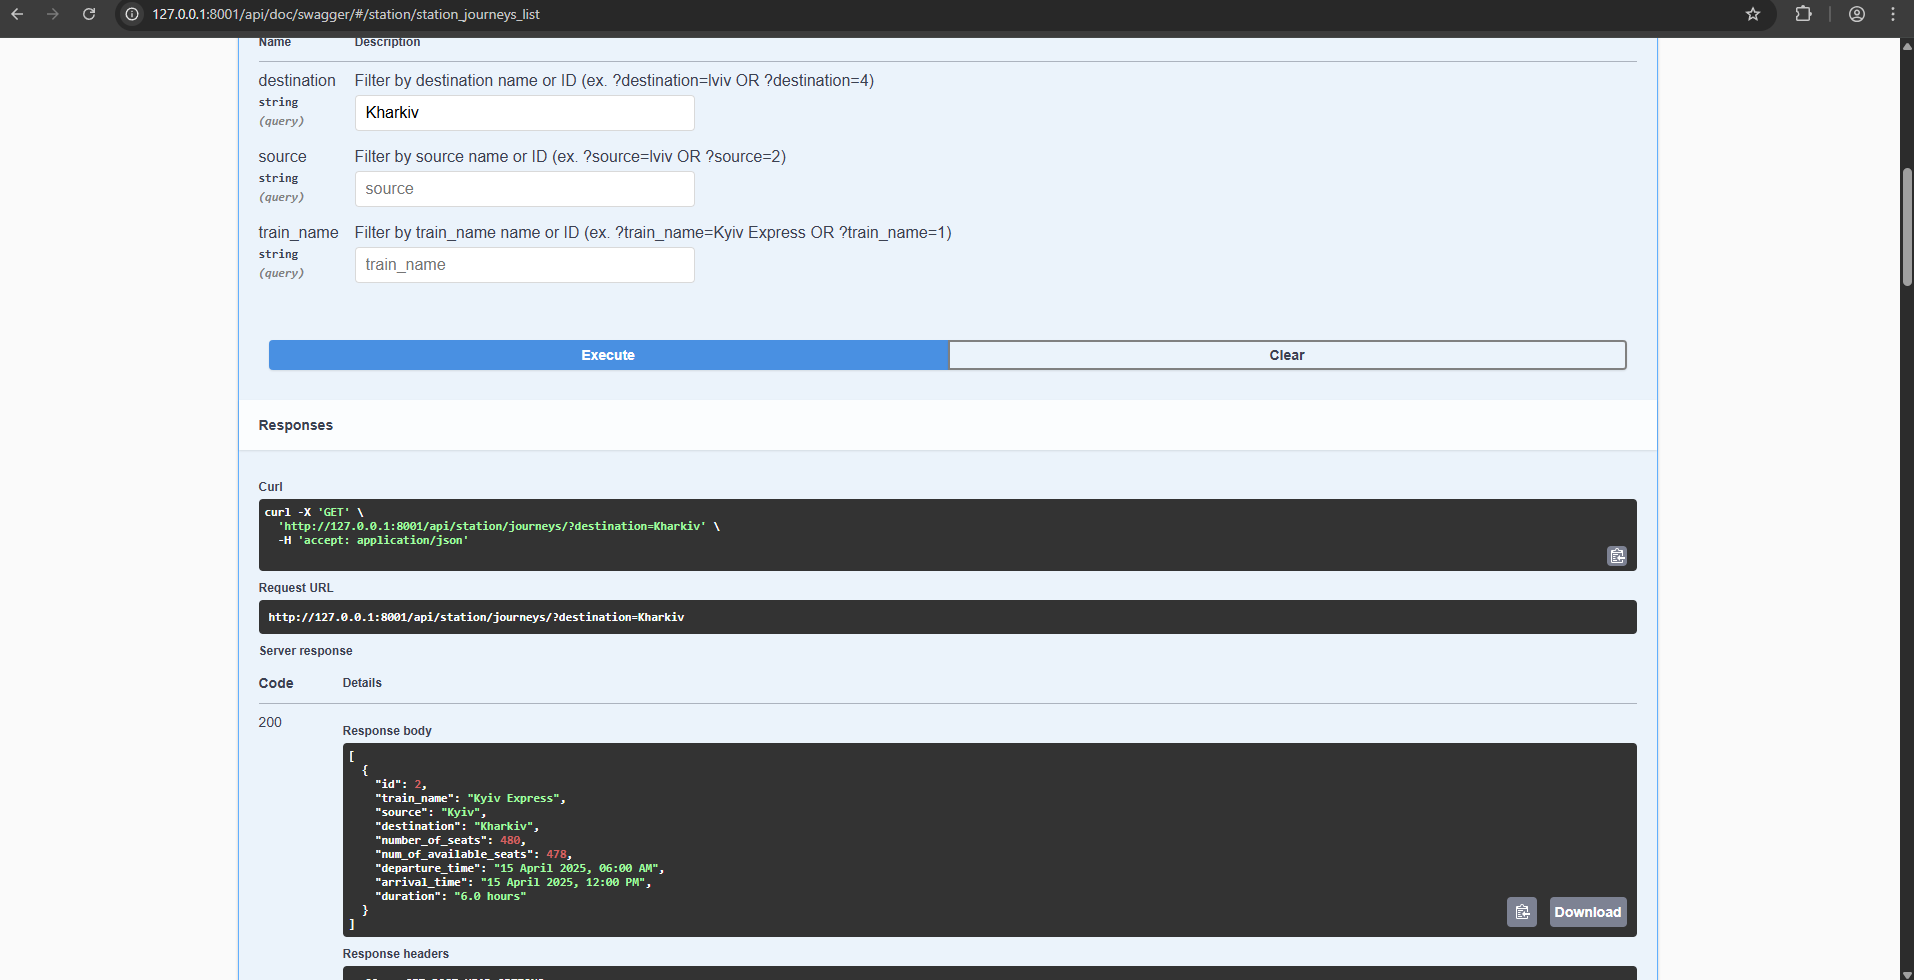 127.0.0.1:8001/api/doc/swagger/#/station/station_journeys_list
Name Description
destination Filter by destination name or ID (ex. ?destination=lviv OR ?destination=4)
string
(query)
Kharkiv
source Filter by source name or ID (ex. ?source=lviv OR ?source=2)
string
(query)
source
train_name Filter by train_name name or ID (ex. ?train_name=Kyiv Express OR ?train_name=1)
string
(query)
train_name
Execute Clear
Responses
Curl
curl -X 'GET' \
'http://127.0.0.1:8001/api/station/journeys/?destination=Kharkiv' \
-H 'accept: application/json'
Request URL
http://127.0.0.1:8001/api/station/journeys/?destination=Kharkiv
Server response
Code Details
200
Response body
[
{
"id": 2,
"train_name": "Kyiv Express",
"source": "Kyiv",
"destination": "Kharkiv",
"number_of_seats": 480,
"num_of_available_seats": 478,
"departure_time": "15 April 2025, 06:00 AM",
"arrival_time": "15 April 2025, 12:00 PM",
"duration": "6.0 hours"
}
]
Download
Response headers